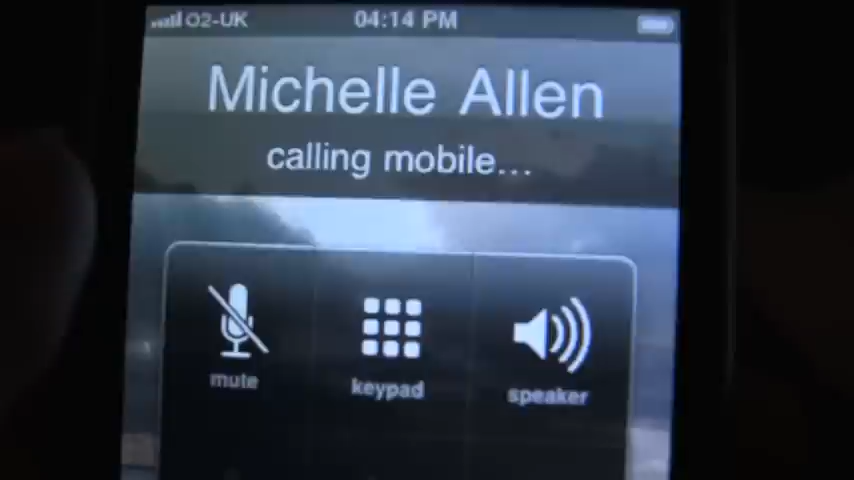 O2-UK 04:14 PM
Michelle Allen
calling mobile...
mute keypad speaker